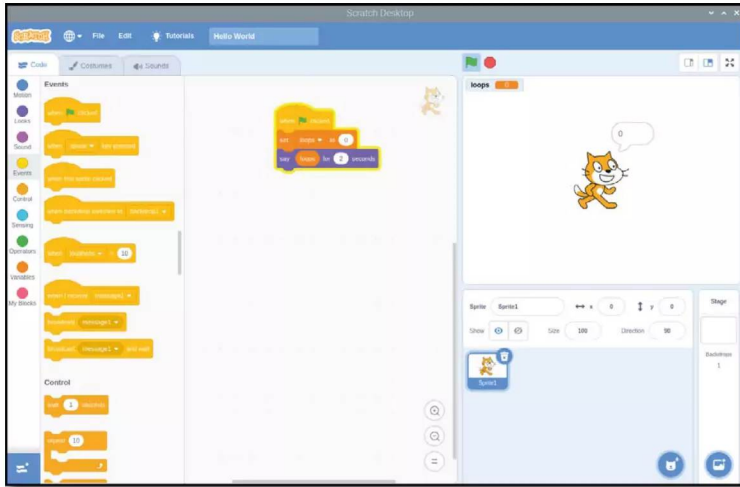 Scratch Desktop
SCRATCH File Edit Tutorials Hello World
Code Costumes Sounds
Events
Motion
Looks
Sound
Events
Control
Sensing
Operators
Variables
My Blocks
when clicked
when space key pressed
when this sprite clicked
when backdrop switches to backdrop1
when loudness > 10
when I receive message1
broadcast message1
broadcast message1 and wait
Control
wait 1 seconds
repeat 10
when clicked
set loops to 0
say loops for 2 seconds
loops 0
0
Sprite Sprite1 x 0 y 0
Show Size 100 Direction 90
Sprite1
Stage
Backdrops
1